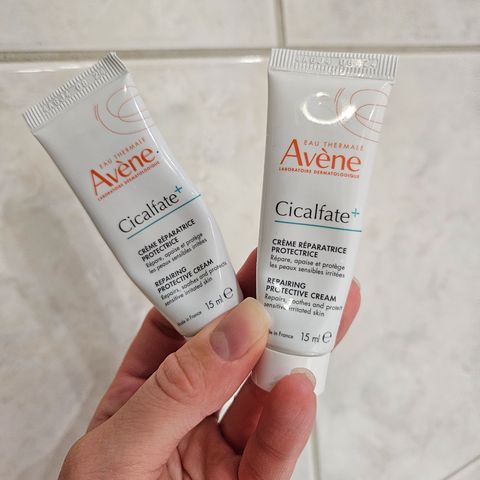 EAU THERMALE
Avène
LABORATOIRE DERMATOLOGIQUE
Cicalfate+
CRÈME RÉPARATRICE
PROTECTRICE
Répare, apaise et protège
les peaux sensibles irritées
REPAIRING
PROTECTIVE CREAM
Repairs, soothes and protects
sensitive irritated skin
Made in France
15 ml e
EAU THERMALE
Avène
LABORATOIRE DERMATOLOGIQUE
Cicalfate+
CRÈME RÉPARATRICE
PROTECTRICE
Répare, apaise et protège
les peaux sensibles irritées
REPAIRING
PROTECTIVE CREAM
Repairs, soothes and protect
sensitive irritated skin
in France
15 ml e